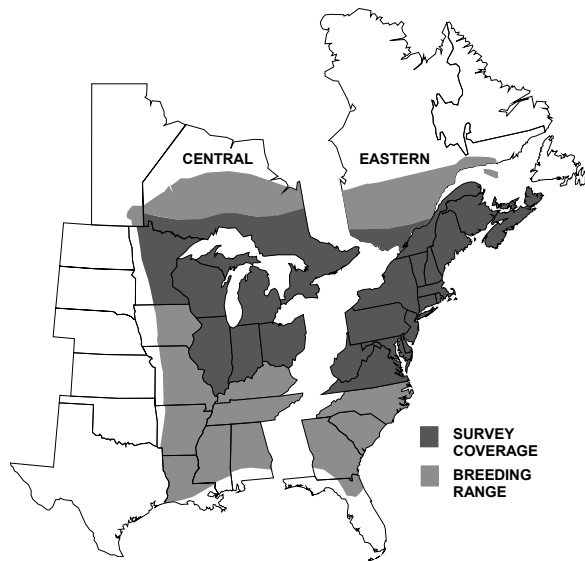 CENTRAL
EASTERN
SURVEY
COVERAGE
BREEDING
RANGE